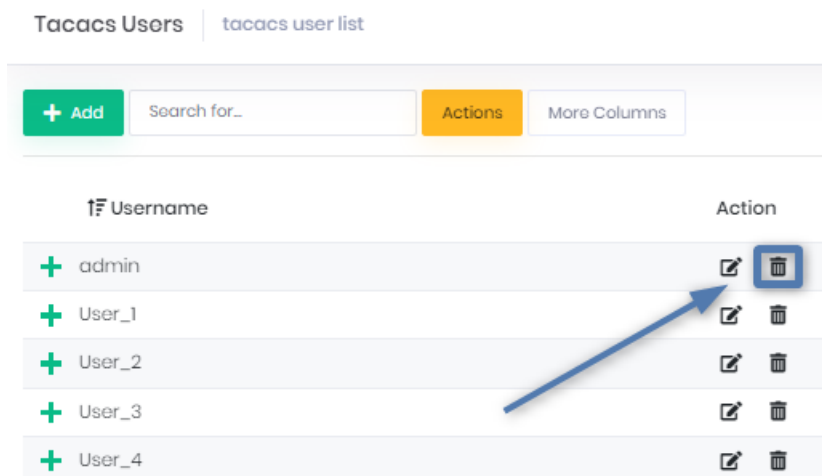 Tacacs Users tacacs user list
Add Search for... Actions More Columns
Username Action
admin
User_1
User_2
User_3
User_4